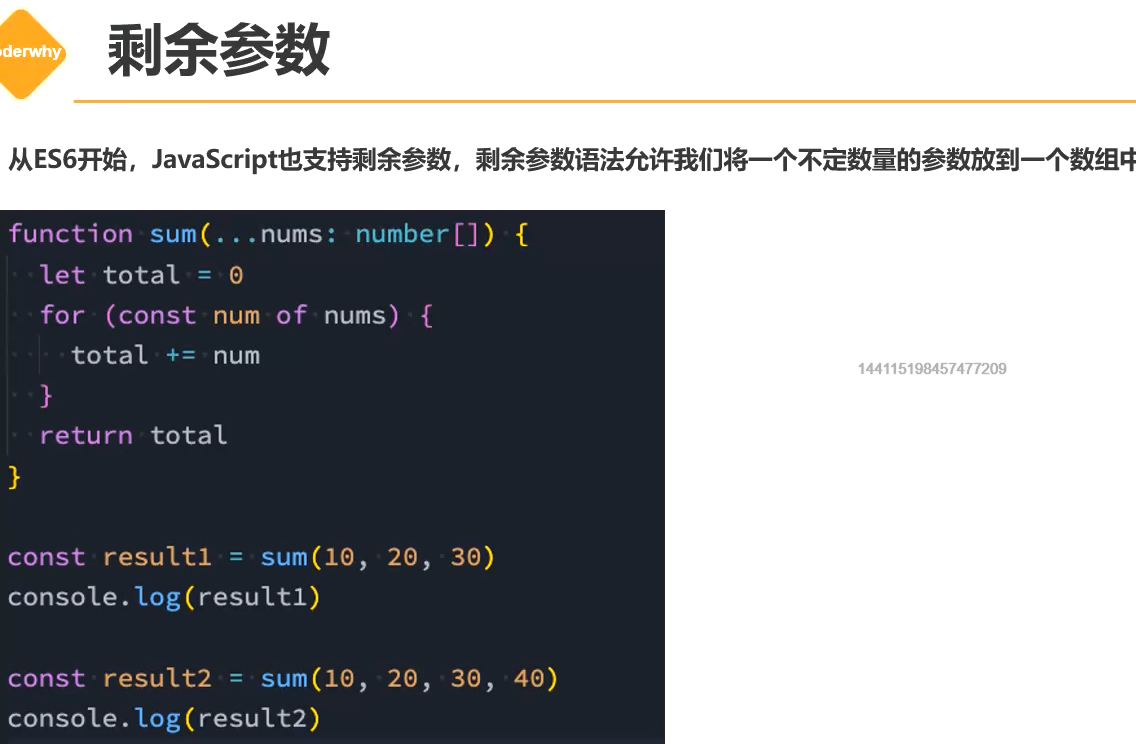 oderwhy
剩余参数
从ES6开始，JavaScript也支持剩余参数，剩余参数语法允许我们将一个不定数量的参数放到一个数组中
function sum(...nums: number[]) {
  let total = 0
  for (const num of nums) {
    total += num
  }
  return total
}
144115198457477209
const result1 = sum(10, 20, 30)
console.log(result1)
const result2 = sum(10, 20, 30, 40)
console.log(result2)